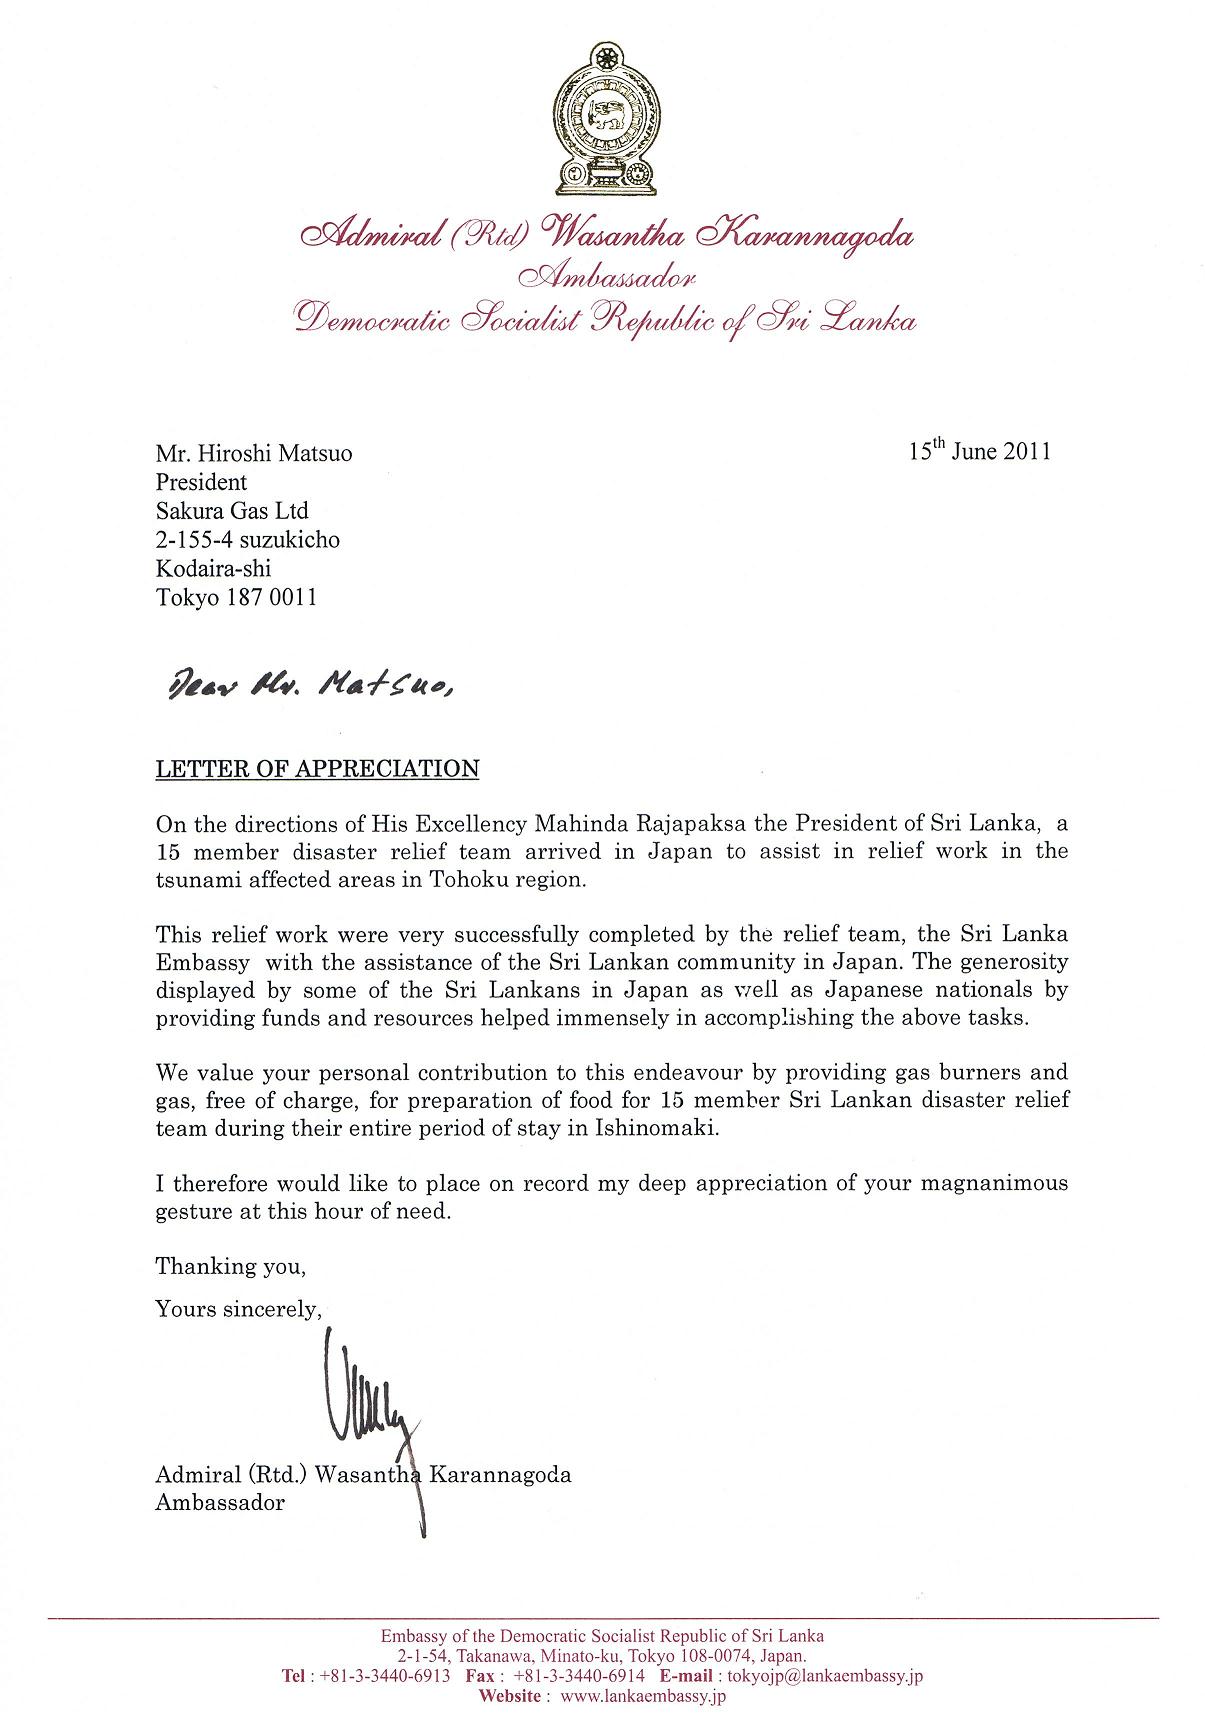 Admiral (Rtd) Wasantha Karannagoda
Ambassador
Democratic Socialist Republic of Sri Lanka
Mr. Hiroshi Matsuo
15th June 2011
President
Sakura Gas Ltd
2-155-4 suzukicho
Kodaira-shi
Tokyo 187 0011
Dear Mr. Matsuo,
LETTER OF APPRECIATION
On the directions of His Excellency Mahinda Rajapaksa the President of Sri Lanka, a
15 member disaster relief team arrived in Japan to assist in relief work in the
tsunami affected areas in Tohoku region.
This relief work were very successfully completed by the relief team, the Sri Lanka
Embassy with the assistance of the Sri Lankan community in Japan. The generosity
displayed by some of the Sri Lankans in Japan as well as Japanese nationals by
providing funds and resources helped immensely in accomplishing the above tasks.
We value your personal contribution to this endeavour by providing gas burners and
gas, free of charge, for preparation of food for 15 member Sri Lankan disaster relief
team during their entire period of stay in Ishinomaki.
I therefore would like to place on record my deep appreciation of your magnanimous
gesture at this hour of need.
Thanking you,
Yours sincerely,
Admiral (Rtd.) Wasantha Karannagoda
Ambassador
Embassy of the Democratic Socialist Republic of Sri Lanka
2-1-54, Takanawa, Minato-ku, Tokyo 108-0074, Japan.
Tel : +81-3-3440-6913 Fax : +81-3-3440-6914 E-mail : tokyojp@lankaembassy.jp
Website : www.lankaembassy.jp